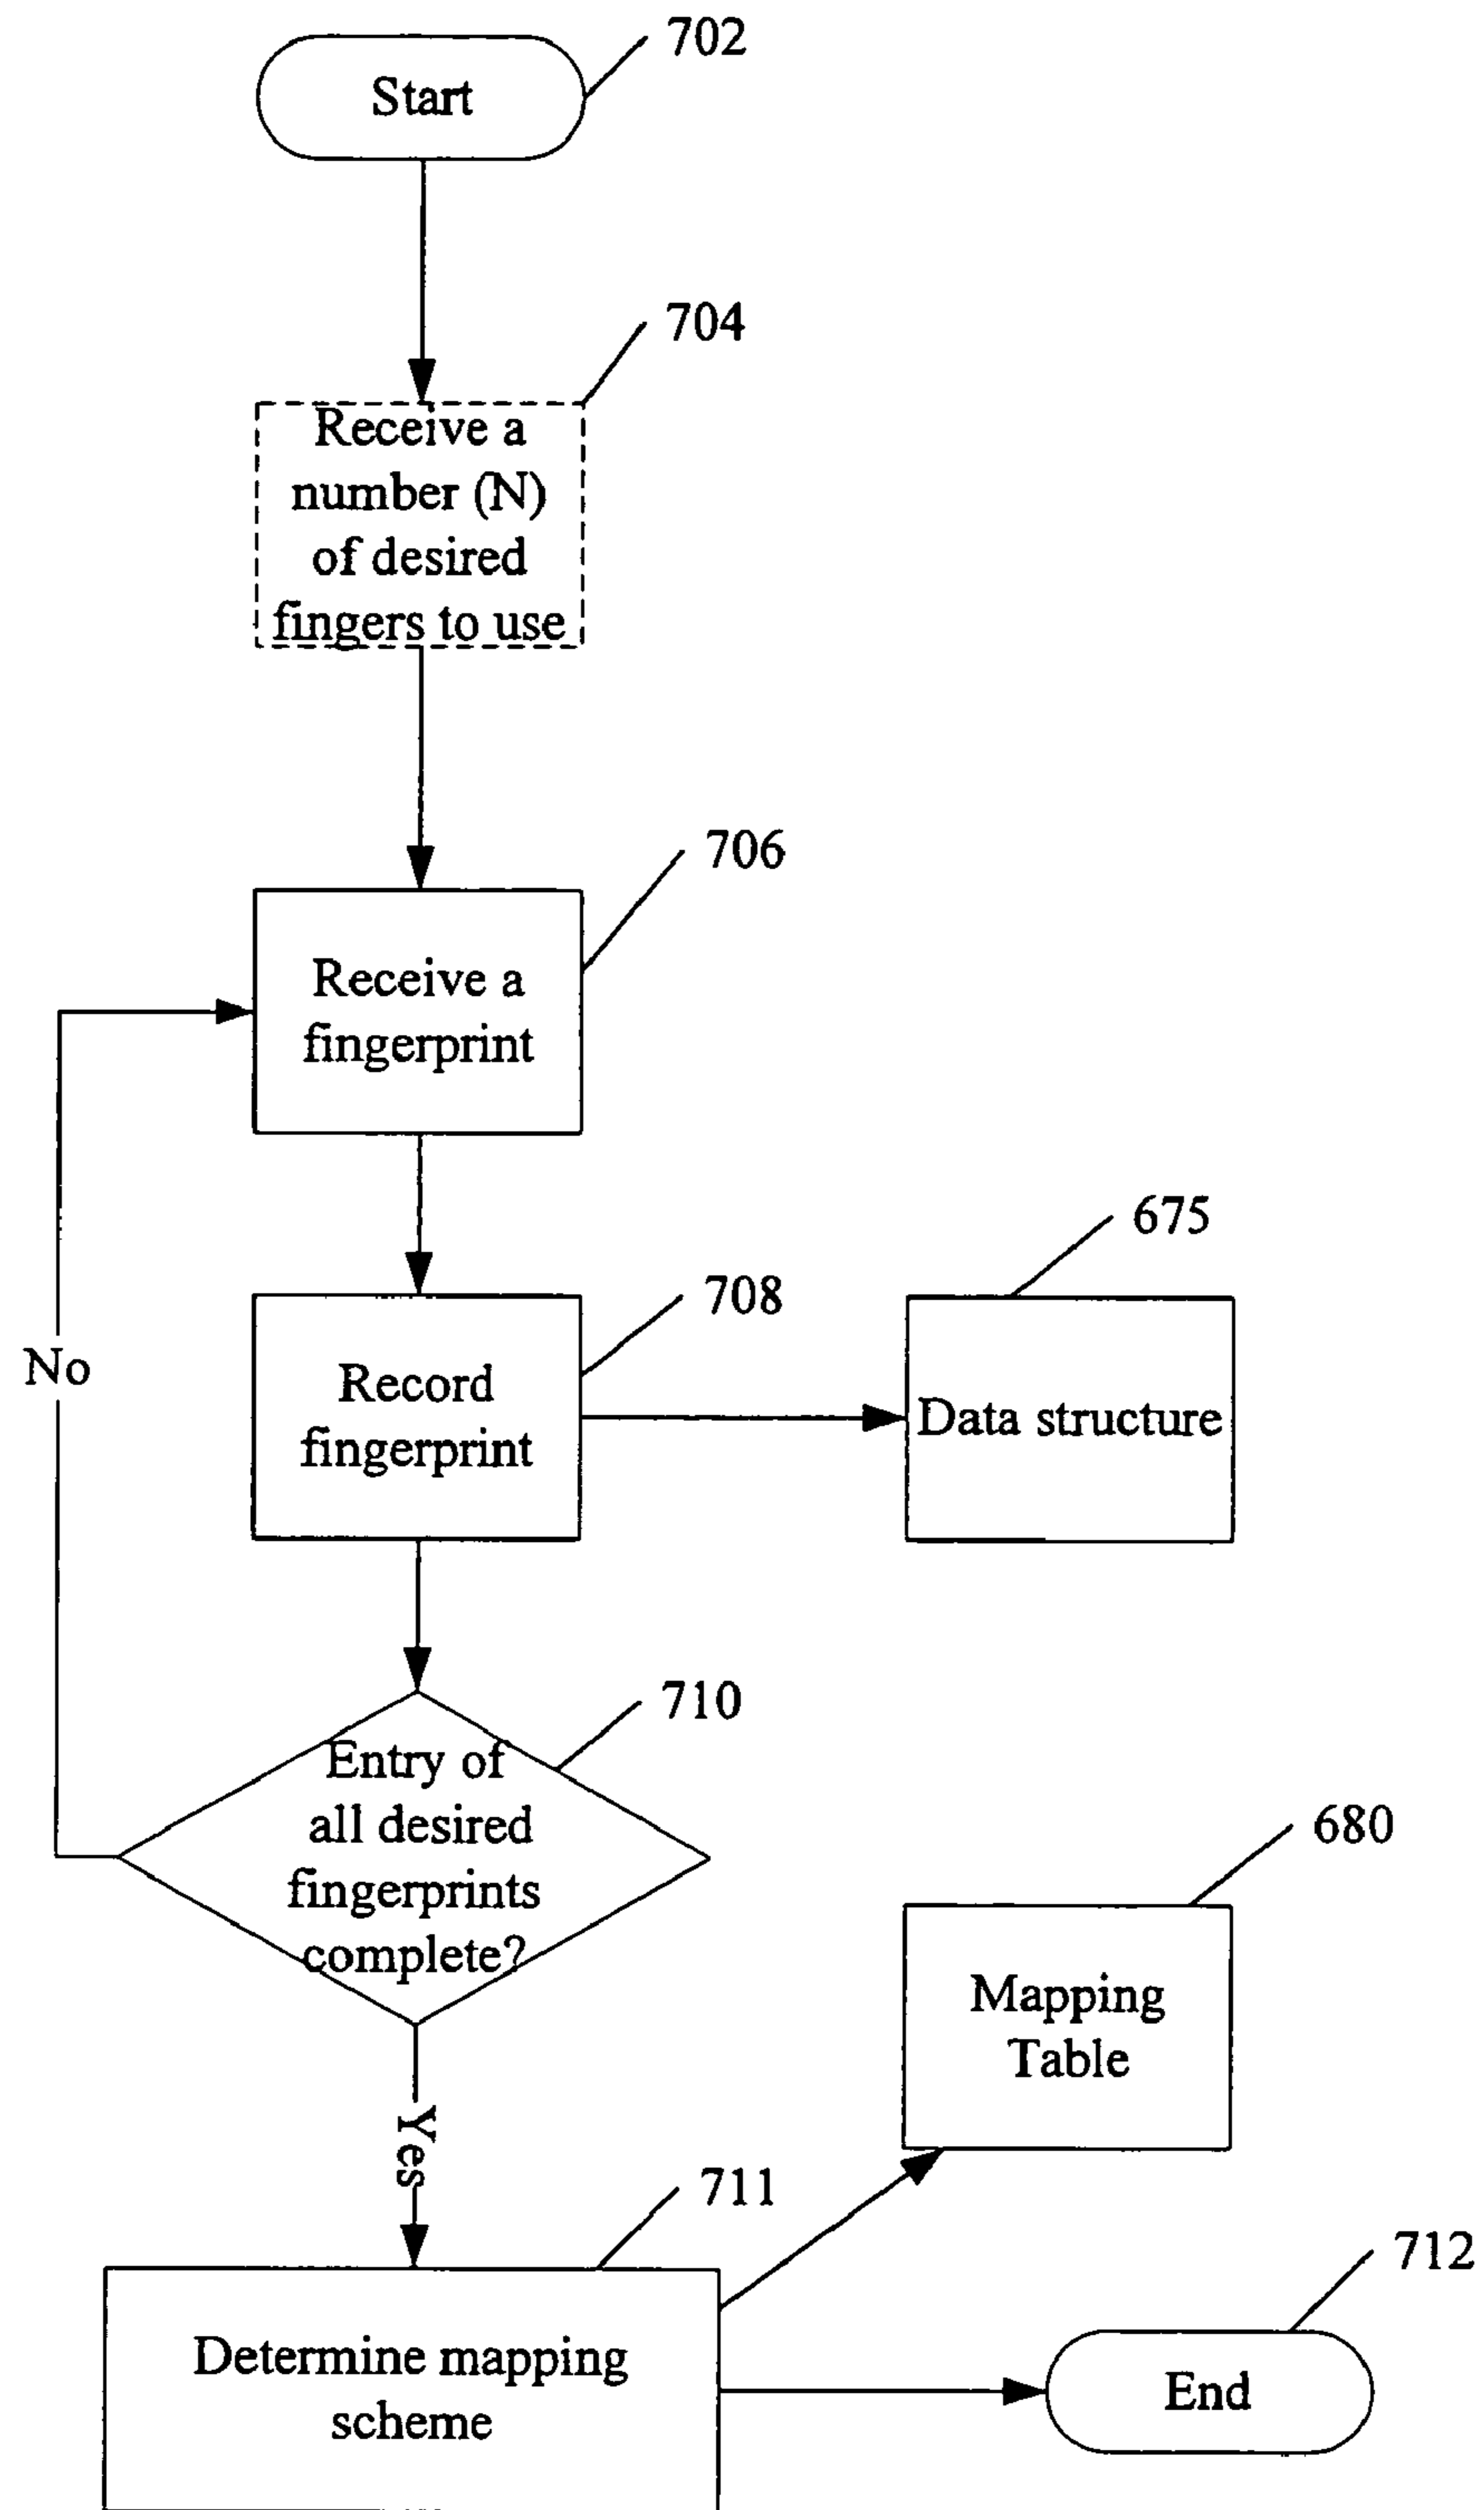 702
Start
704
Receive a
number (N)
of desired
fingers to use
706
Receive a
fingerprint
675
708
No
Record
fingerprint
Data structure
710
Entry of
all desired
fingerprints
complete?
680
Mapping
Table
Yes
711
712
Determine mapping
scheme
End